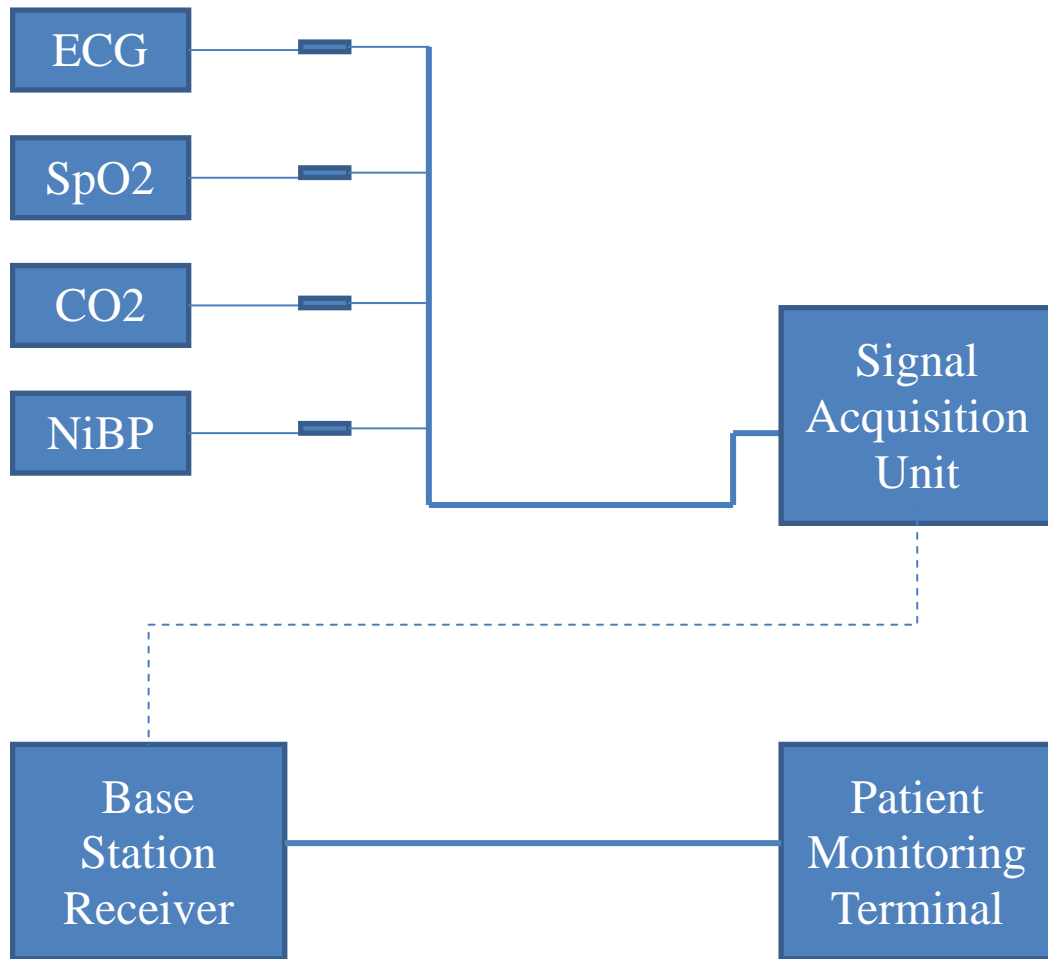 ECG
SpO2
CO2
NiBP
Signal
Acquisition
Unit
Base
Station
Receiver
Patient
Monitoring
Terminal